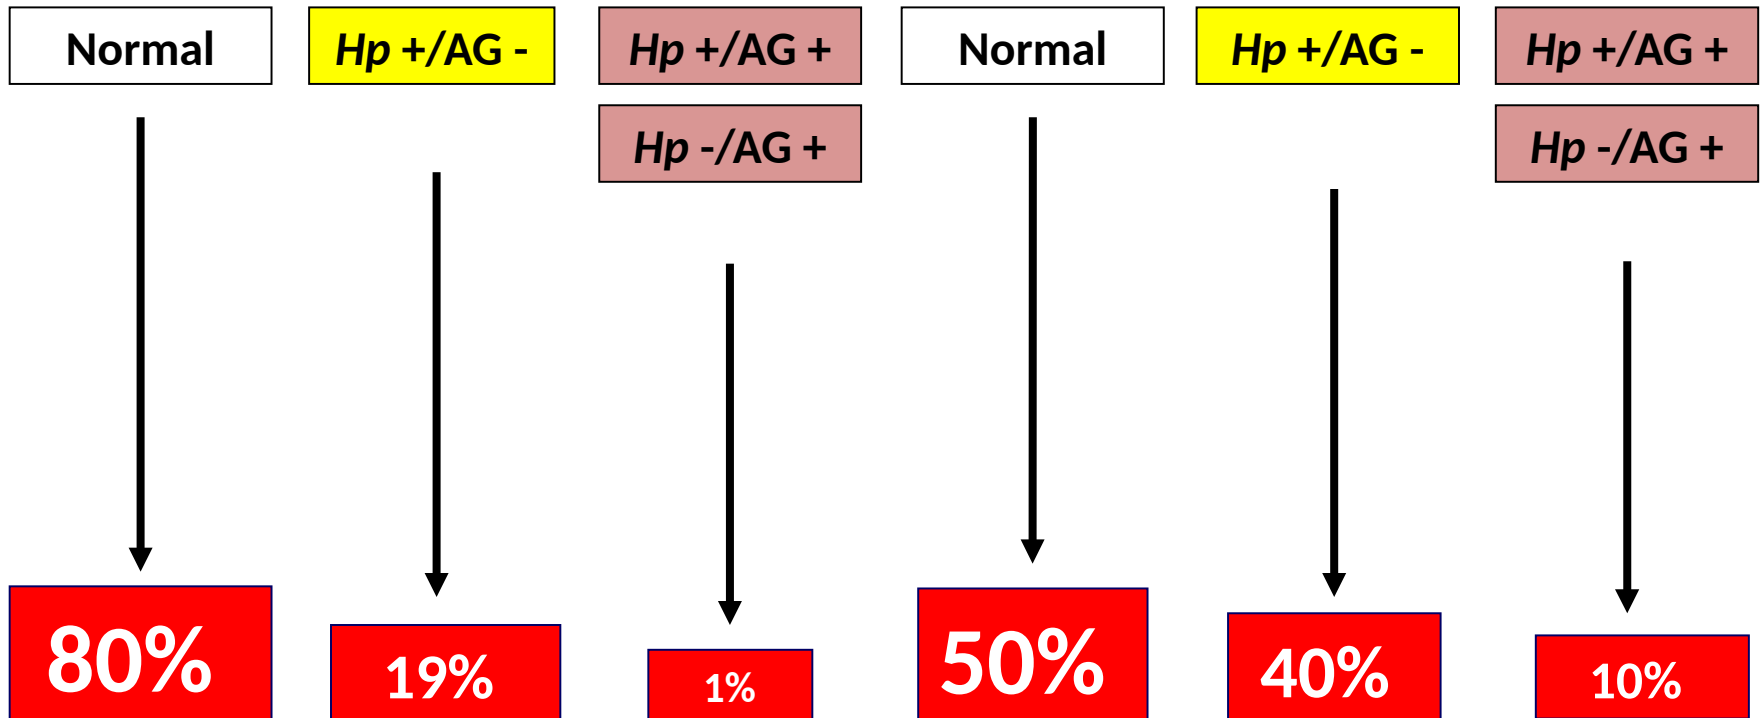 Normal
Hp +/AG -
Hp +/AG +
Normal
Hp +/AG -
Hp +/AG +
Hp -/AG +
Hp -/AG +
80%
19%
1%
50%
40%
10%